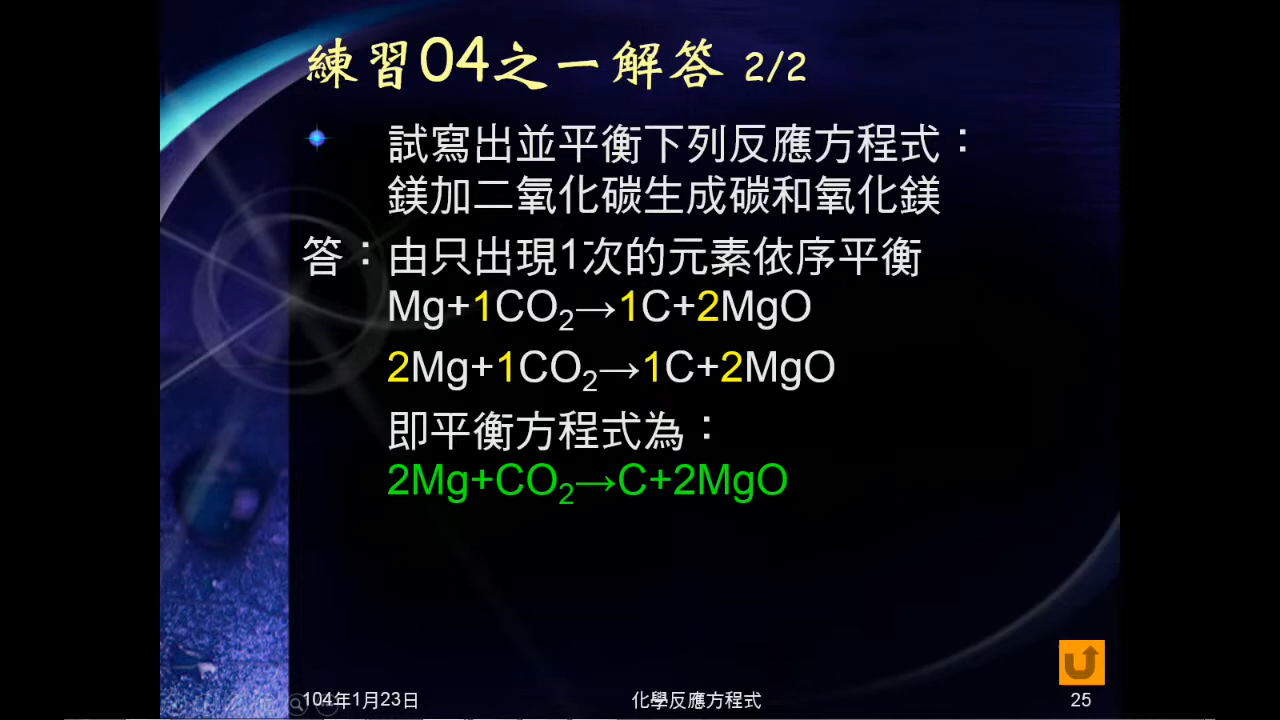 練習04之一解答 2/2
試寫出並平衡下列反應方程式：
鎂加二氧化碳生成碳和氧化鎂
答：由只出現1次的元素依序平衡
Mg+1CO₂→1C+2MgO
2Mg+1CO₂→1C+2MgO
即平衡方程式為：
2Mg+CO₂→C+2MgO
104年1月23日
化學反應方程式
25